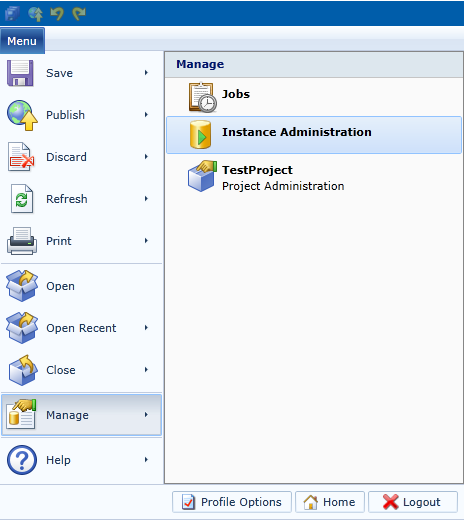 Menu
Save
Publish
Discard
Refresh
Print
Open
Open Recent
Close
Manage
Help
Manage
Jobs
Instance Administration
TestProject
Project Administration
Profile Options
Home
Logout